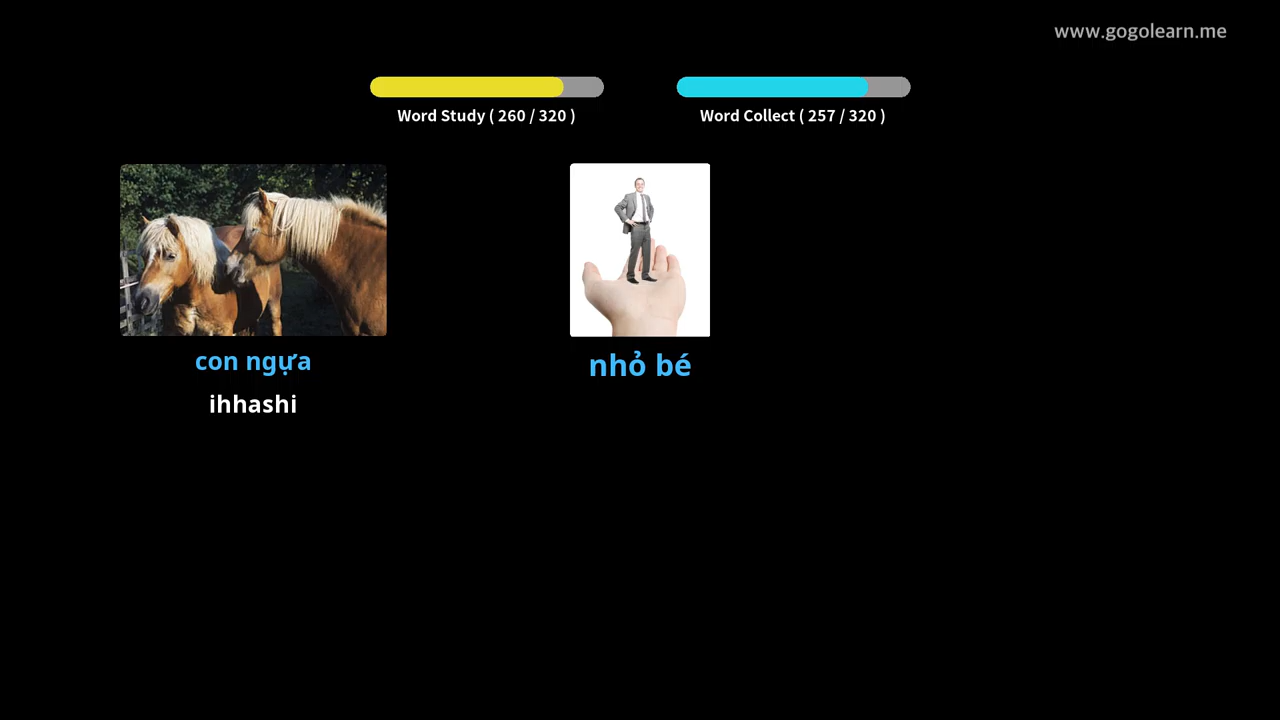 www.gogolearn.me
Word Study ( 260 / 320 )
Word Collect ( 257 / 320 )
con ngựa
ihhashi
nhỏ bé